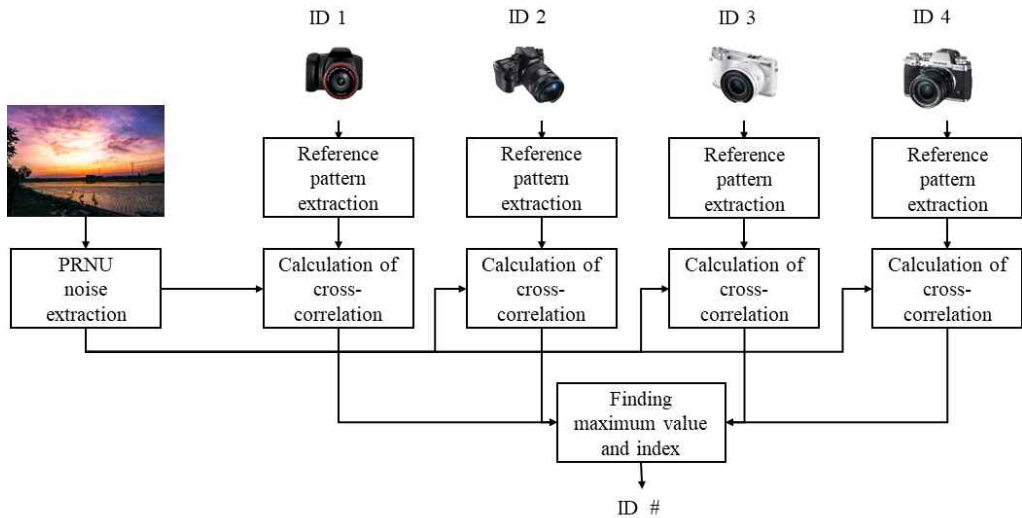 ID 1
ID 2
ID 3
ID 4
Reference
pattern
extraction
Reference
pattern
extraction
Reference
pattern
extraction
Reference
pattern
extraction
PRNU
noise
extraction
Calculation of
cross-
correlation
Calculation of
cross-
correlation
Calculation of
cross-
correlation
Calculation of
cross-
correlation
Finding
maximum value
and index
ID #